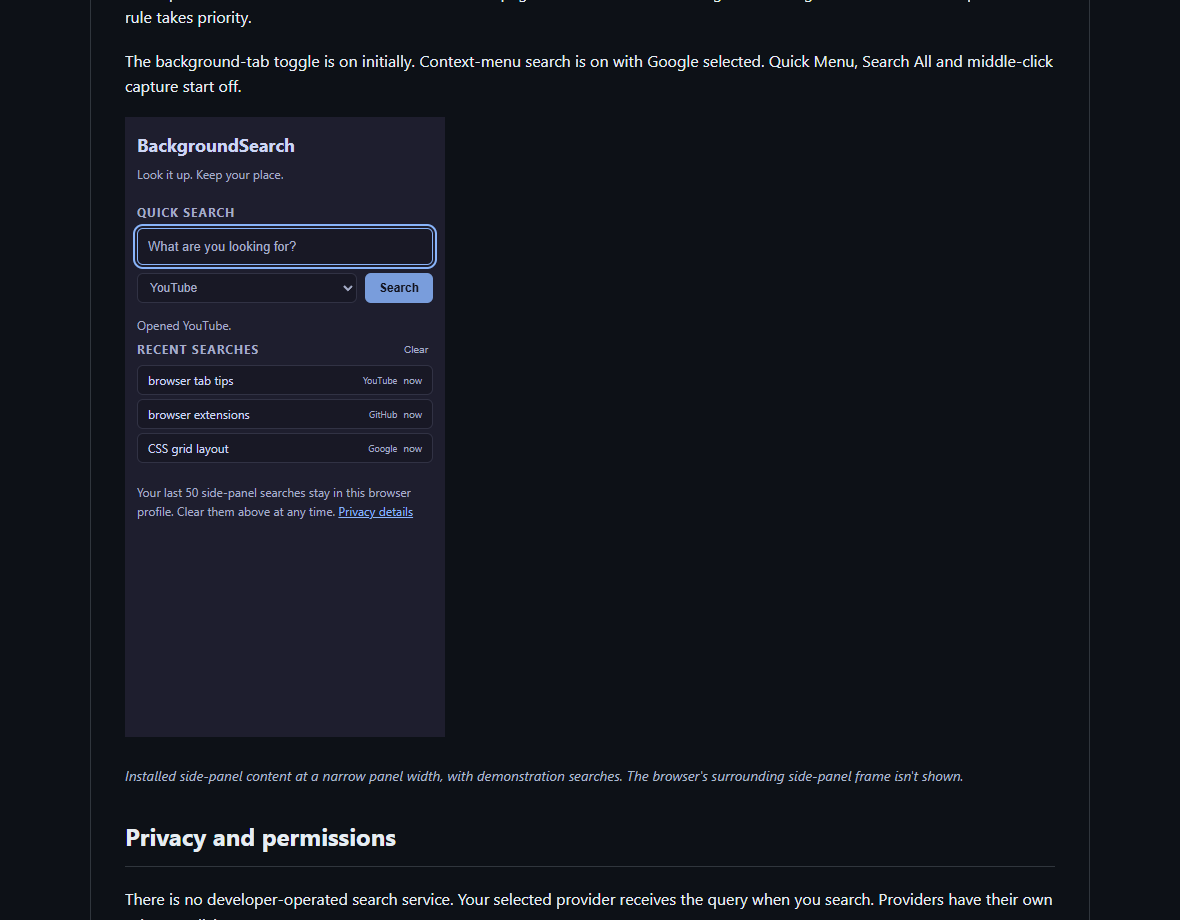 rule takes priority.
The background-tab toggle is on initially. Context-menu search is on with Google selected. Quick Menu, Search All and middle-click
capture start off.
BackgroundSearch
Look it up. Keep your place.
QUICK SEARCH
What are you looking for?
YouTube
Search
Opened YouTube.
RECENT SEARCHES
Clear
browser tab tips YouTube now
browser extensions GitHub now
CSS grid layout Google now
Your last 50 side-panel searches stay in this browser
profile. Clear them above at any time. Privacy details
Installed side-panel content at a narrow panel width, with demonstration searches. The browser's surrounding side-panel frame isn't shown.
Privacy and permissions
There is no developer-operated search service. Your selected provider receives the query when you search. Providers have their own